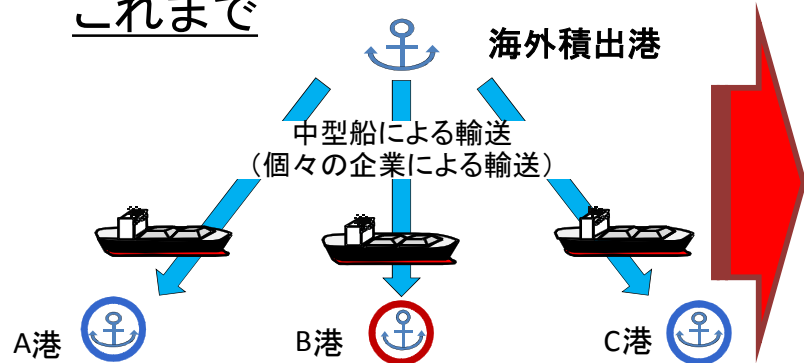 これまで
海外積出港
中型船による輸送
（個々の企業による輸送）
A港
B港
C港